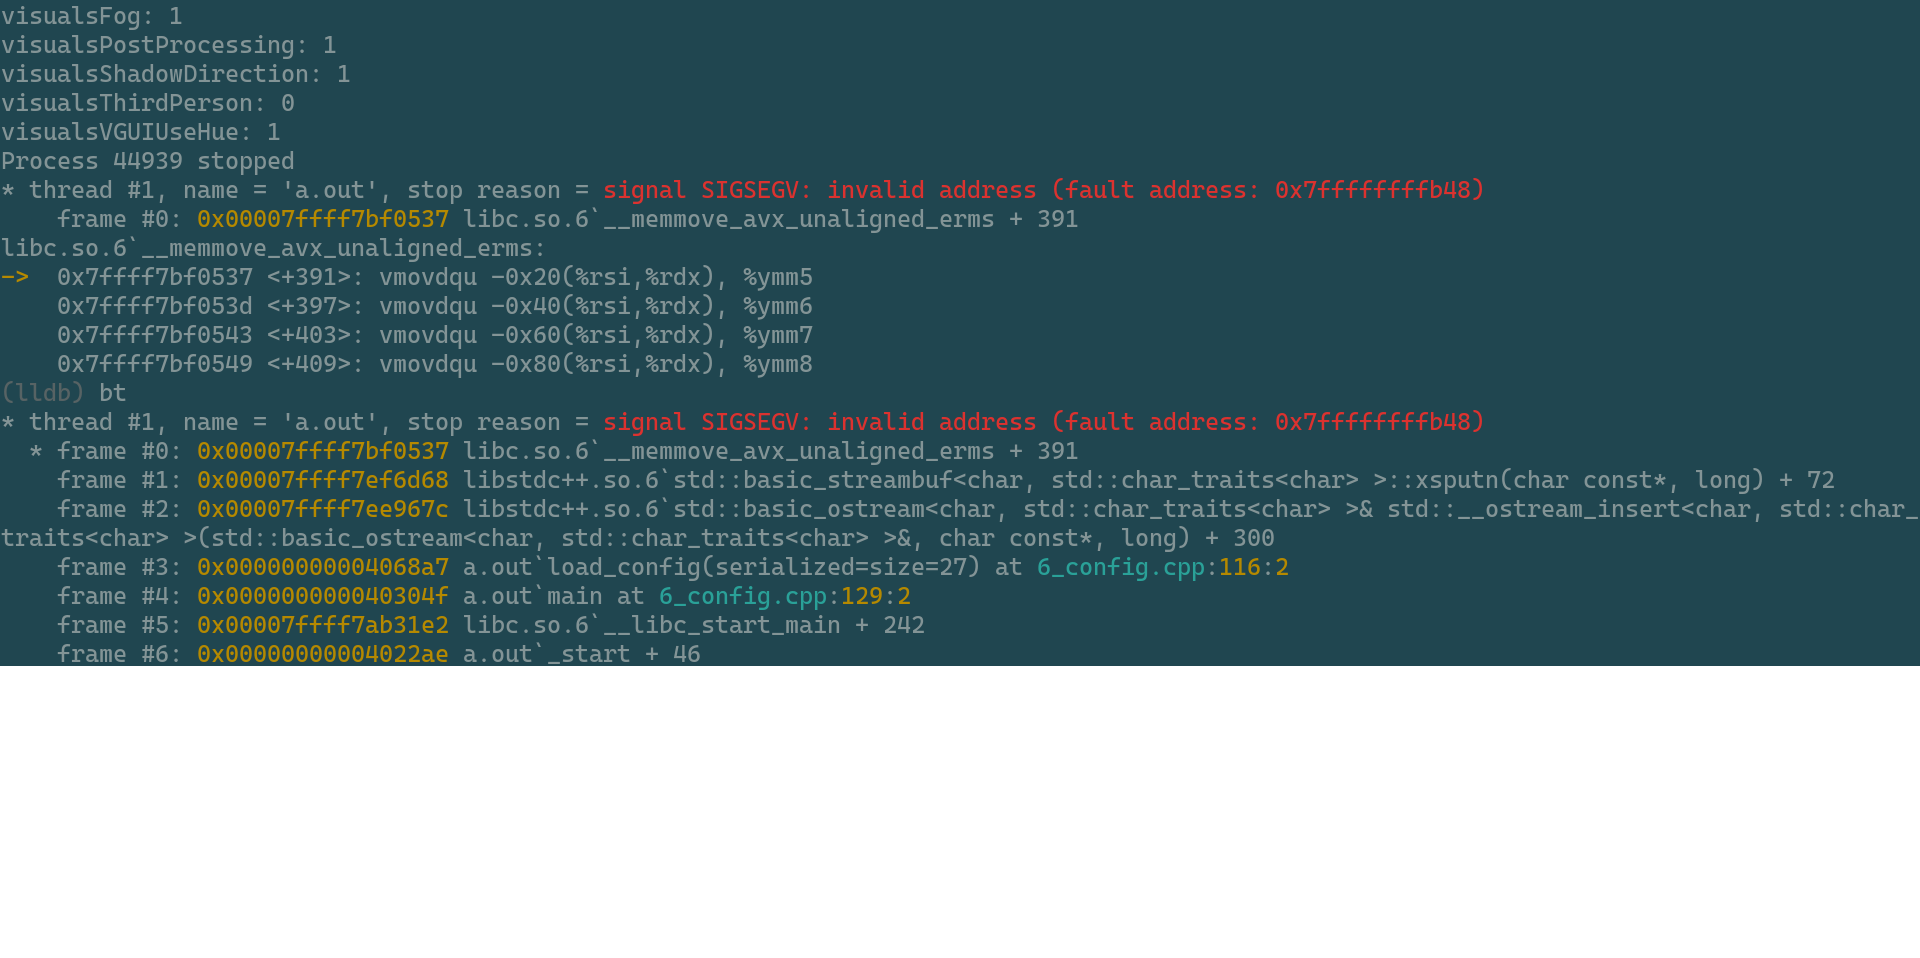 visualsFog: 1
visualsPostProcessing: 1
visualsShadowDirection: 1
visualsThirdPerson: 0
visualsVGUIUseHue: 1
Process 44939 stopped
* thread #1, name = 'a.out', stop reason = signal SIGSEGV: invalid address (fault address: 0x7ffffffffb48)
    frame #0: 0x00007ffff7bf0537 libc.so.6`__memmove_avx_unaligned_erms + 391
libc.so.6`__memmove_avx_unaligned_erms:
->  0x7ffff7bf0537 <+391>: vmovdqu -0x20(%rsi,%rdx), %ymm5
    0x7ffff7bf053d <+397>: vmovdqu -0x40(%rsi,%rdx), %ymm6
    0x7ffff7bf0543 <+403>: vmovdqu -0x60(%rsi,%rdx), %ymm7
    0x7ffff7bf0549 <+409>: vmovdqu -0x80(%rsi,%rdx), %ymm8
(lldb) bt
* thread #1, name = 'a.out', stop reason = signal SIGSEGV: invalid address (fault address: 0x7ffffffffb48)
  * frame #0: 0x00007ffff7bf0537 libc.so.6`__memmove_avx_unaligned_erms + 391
    frame #1: 0x00007ffff7ef6d68 libstdc++.so.6`std::basic_streambuf<char, std::char_traits<char> >::xsputn(char const*, long) + 72
    frame #2: 0x00007ffff7ee967c libstdc++.so.6`std::basic_ostream<char, std::char_traits<char> >& std::__ostream_insert<char, std::char_
traits<char> >(std::basic_ostream<char, std::char_traits<char> >&, char const*, long) + 300
    frame #3: 0x00000000004068a7 a.out`load_config(serialized=size=27) at 6_config.cpp:116:2
    frame #4: 0x000000000040304f a.out`main at 6_config.cpp:129:2
    frame #5: 0x00007ffff7ab31e2 libc.so.6`__libc_start_main + 242
    frame #6: 0x00000000004022ae a.out`_start + 46